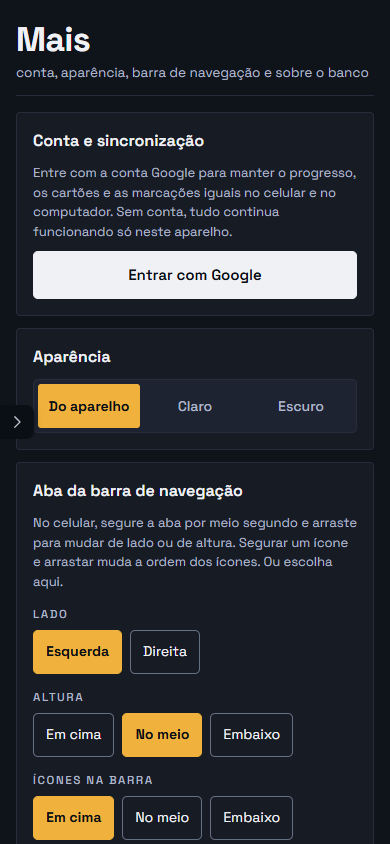 Mais
conta, aparência, barra de navegação e sobre o banco
Conta e sincronização
Entre com a conta Google para manter o progresso,
os cartões e as marcações iguais no celular e no
computador. Sem conta, tudo continua
funcionando só neste aparelho.
Entrar com Google
Aparência
Do aparelho Claro Escuro
Aba da barra de navegação
No celular, segure a aba por meio segundo e arraste
para mudar de lado ou de altura. Segurar um ícone
e arrastar muda a ordem dos ícones. Ou escolha
aqui.
LADO
Esquerda Direita
ALTURA
Em cima No meio Embaixo
ÍCONES NA BARRA
Em cima No meio Embaixo